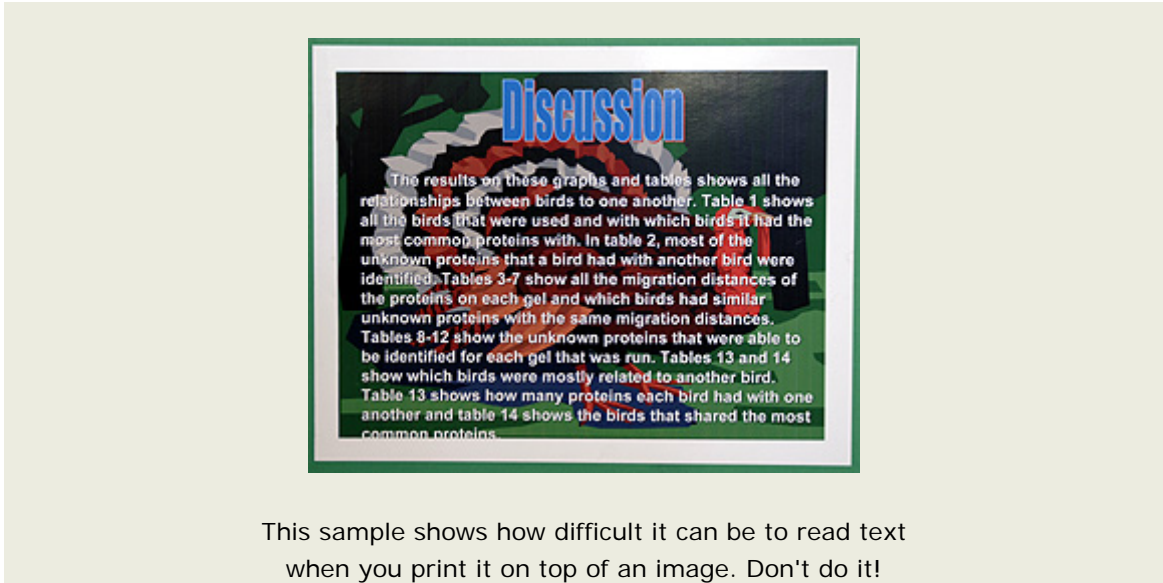 Discussion
The results on these graphs and tables shows all the
relationships between birds to one another. Table 1 shows
all the birds that were used and with which birds it had the
most common proteins with. In table 2, most of the
unknown proteins that a bird had with another bird were
identified. Tables 3-7 show all the migration distances of
the proteins on each gel and which birds had similar
unknown proteins with the same migration distances.
Tables 8-12 show the unknown proteins that were able to
be identified for each gel that was run. Tables 13 and 14
show which birds were mostly related to another bird.
Table 13 shows how many proteins each bird had with one
another and table 14 shows the birds that shared the most
common proteins.
This sample shows how difficult it can be to read text
when you print it on top of an image. Don't do it!